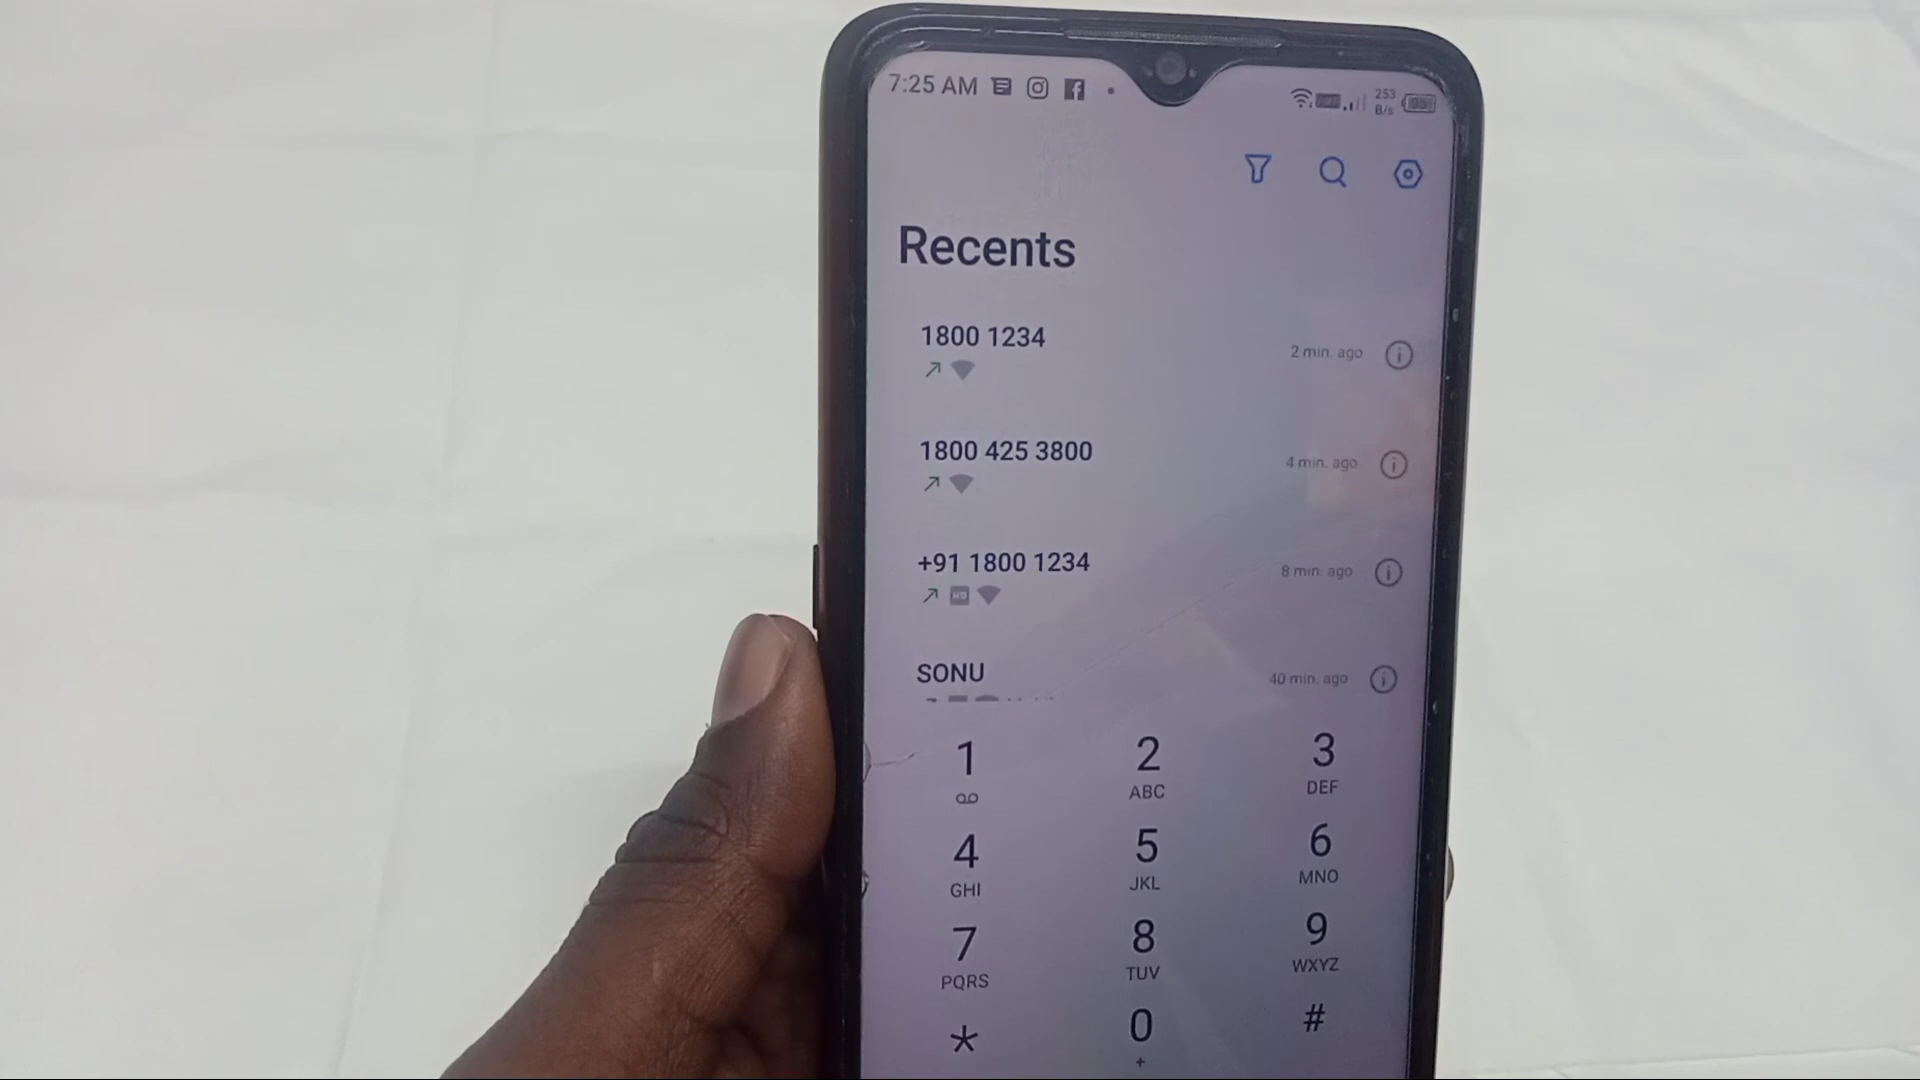 7:25 AM
253
B/s
95
Recents
1800 1234
2 min. ago
1800 425 3800
4 min. ago
+91 1800 1234
8 min. ago
HD
SONU
40 min. ago
1 2 3
ABC DEF
4 5 6
GHI JKL MNO
7 8 9
PQRS TUV WXYZ
* 0 #
+